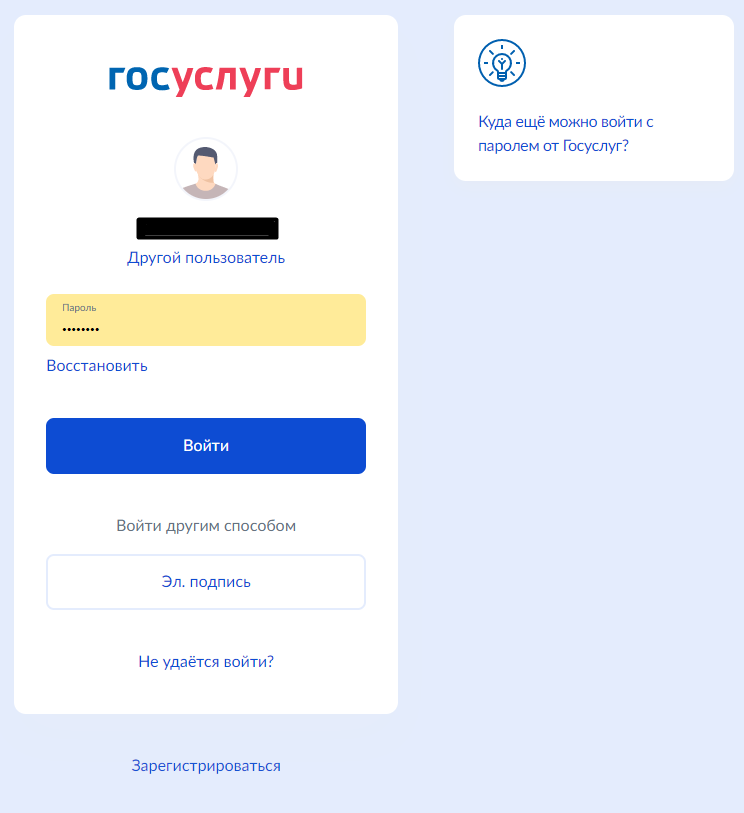 госуслуги
Другой пользователь
Пароль
••••••••
Восстановить
Войти
Войти другим способом
Эл. подпись
Не удаётся войти?
Зарегистрироваться
Куда ещё можно войти с
паролем от Госуслуг?